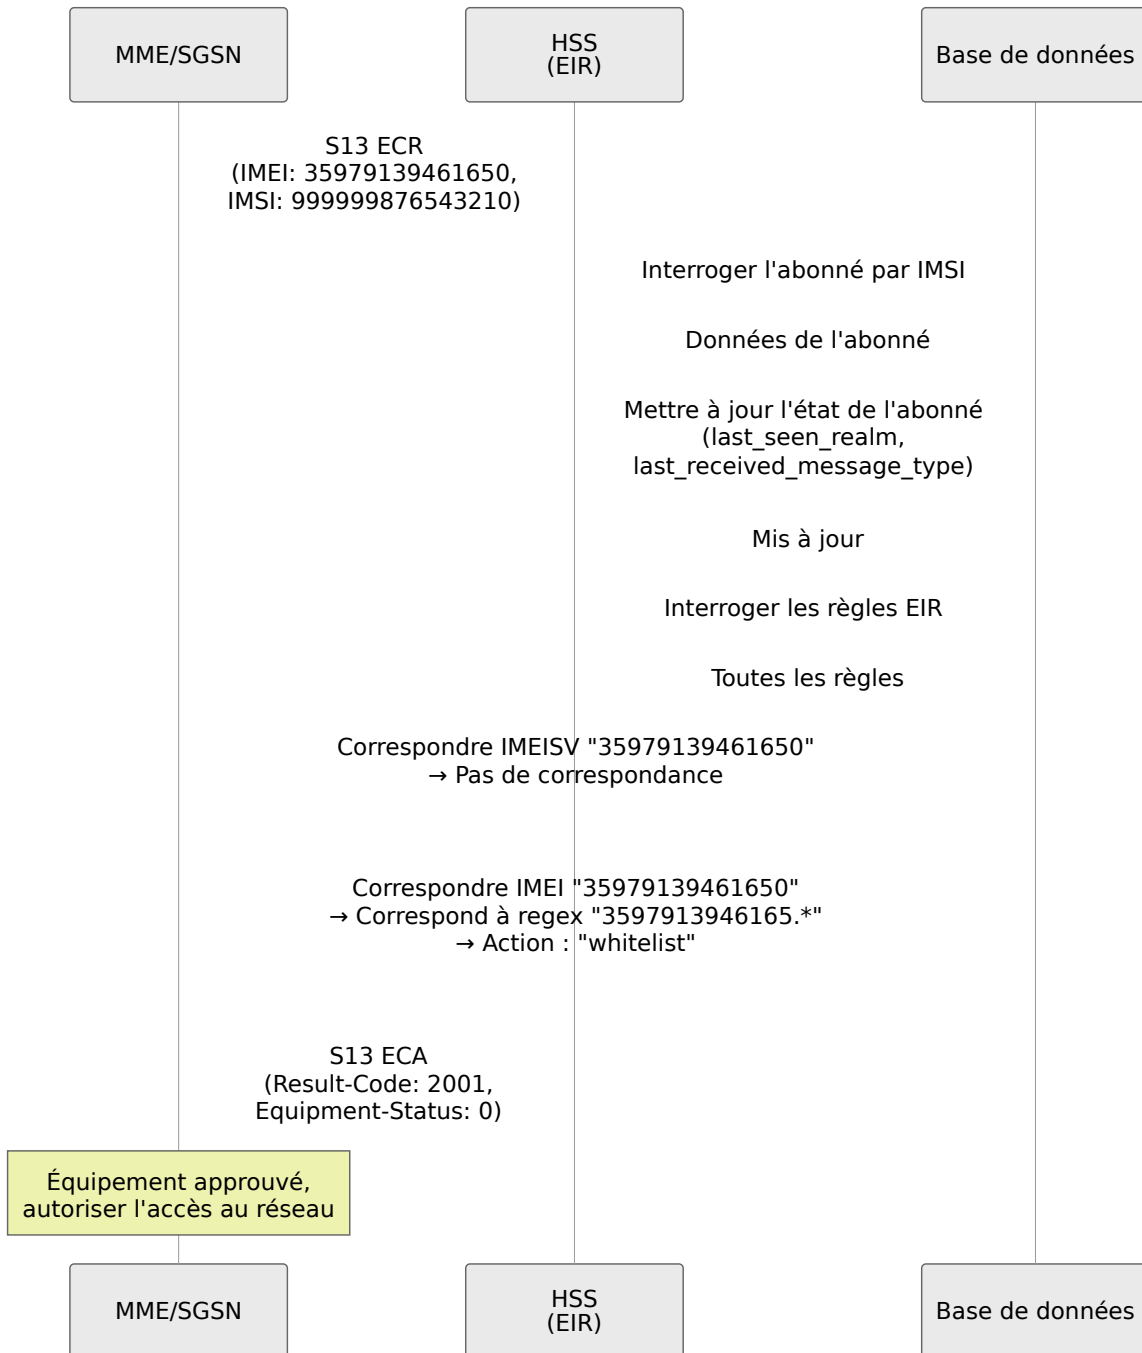 MME/SGSN
HSS
(EIR)
Base de données
S13 ECR
(IMEI: 35979139461650,
IMSI: 999999876543210)
Interroger l'abonné par IMSI
Données de l'abonné
Mettre à jour l'état de l'abonné
(last_seen_realm,
last_received_message_type)
Mis à jour
Interroger les règles EIR
Toutes les règles
Correspondre IMEISV "35979139461650"
→ Pas de correspondance
Correspondre IMEI "35979139461650"
→ Correspond à regex "3597913946165.*"
→ Action : "whitelist"
S13 ECA
(Result-Code: 2001,
Equipment-Status: 0)
Équipement approuvé,
autoriser l'accès au réseau
MME/SGSN
HSS
(EIR)
Base de données